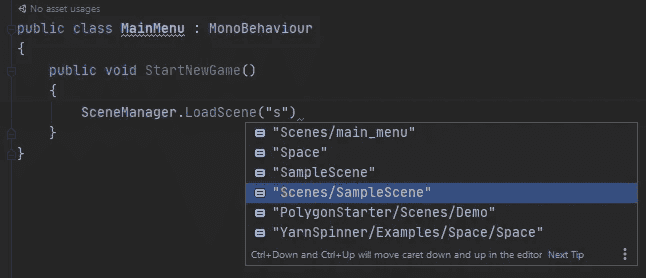 No asset usages
public class MainMenu : MonoBehaviour
{
public void StartNewGame()
{
SceneManager.LoadScene("s")
}
}
"Scenes/main_menu"
"Space"
"SampleScene"
"Scenes/SampleScene"
"PolygonStarter/Scenes/Demo"
"YarnSpinner/Examples/Space/Space"
Ctrl+Down and Ctrl+Up will move caret down and up in the editor Next Tip